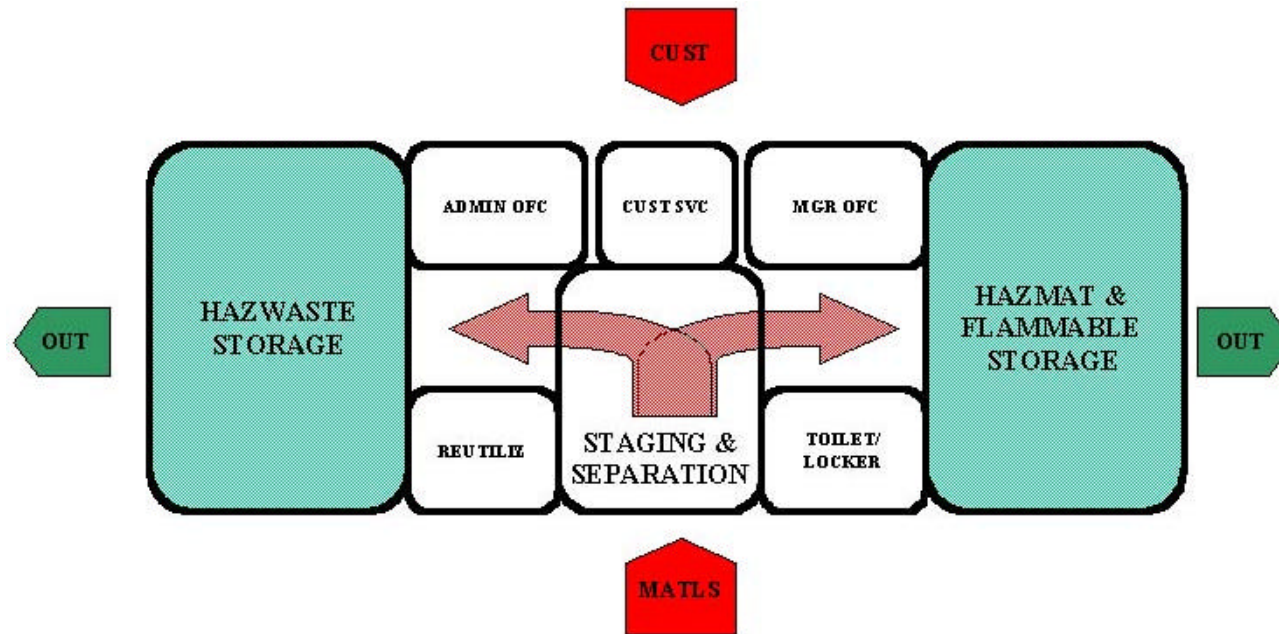 CUST
ADMIN OFC
CUST SVC
MGR OFC
HAZWASTE
STORAGE
HAZMAT &
FLAMMABLE
STORAGE
OUT
OUT
REUTILIZ
STAGING &
SEPARATION
TOILET/
LOCKER
MATLS